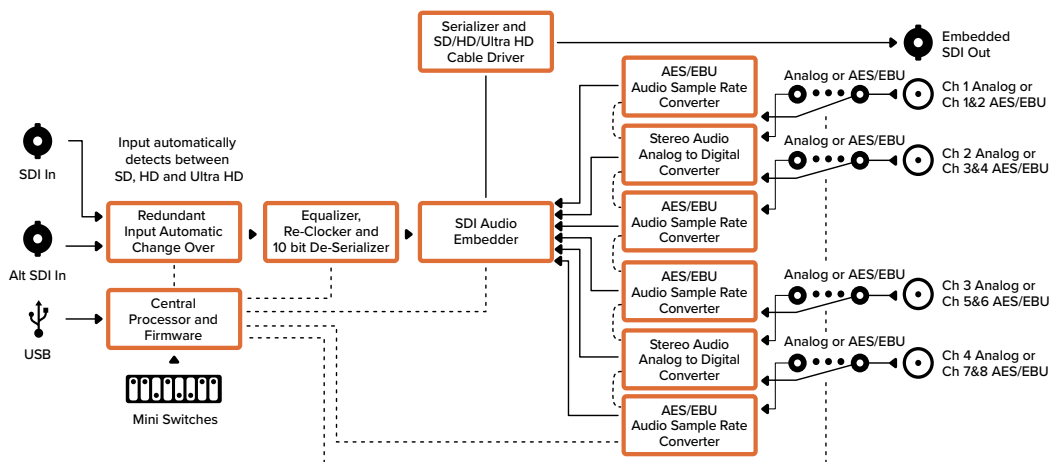 Serializer and
SD/HD/Ultra HD
Cable Driver
Embedded
SDI Out
AES/EBU
Audio Sample Rate
Converter
Analog or AES/EBU
Ch 1 Analog or
Ch 1&2 AES/EBU
SDI In
Input automatically
detects between
SD, HD and Ultra HD
Stereo Audio
Analog to Digital
Converter
Analog or AES/EBU
Ch 2 Analog or
Ch 3&4 AES/EBU
Alt SDI In
Redundant
Input Automatic
Change Over
Equalizer,
Re-Clocker and
10 bit De-Serializer
SDI Audio
Embedder
AES/EBU
Audio Sample Rate
Converter
USB
Central
Processor and
Firmware
AES/EBU
Audio Sample Rate
Converter
Analog or AES/EBU
Ch 3 Analog or
Ch 5&6 AES/EBU
Mini Switches
Stereo Audio
Analog to Digital
Converter
Analog or AES/EBU
Ch 4 Analog or
Ch 7&8 AES/EBU
AES/EBU
Audio Sample Rate
Converter